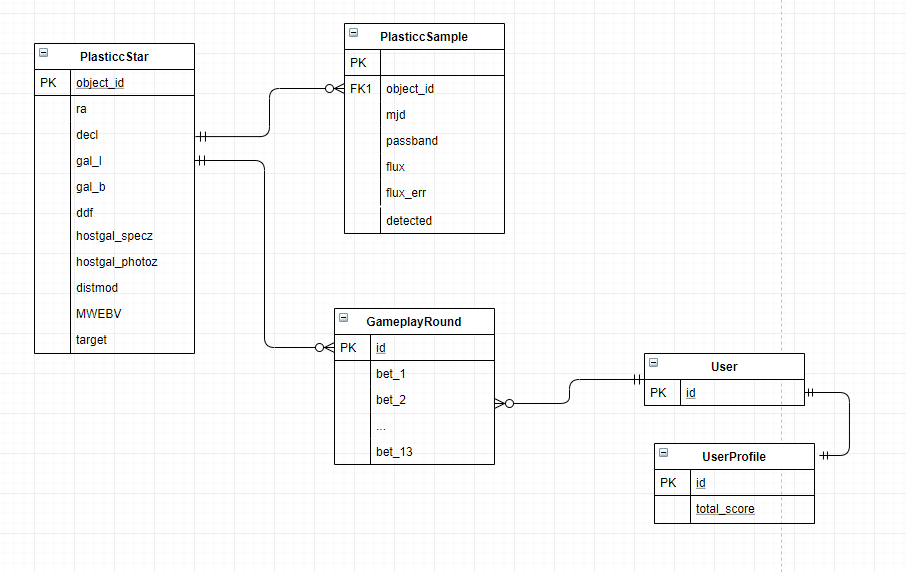 PlasticcStar
PK object_id
ra
decl
gal_l
gal_b
ddf
hostgal_specz
hostgal_photoz
distmod
MWEBV
target
PlasticcSample
PK
FK1 object_id
mjd
passband
flux
flux_err
detected
GameplayRound
PK id
bet_1
bet_2
...
bet_13
User
PK id
UserProfile
PK id
total_score